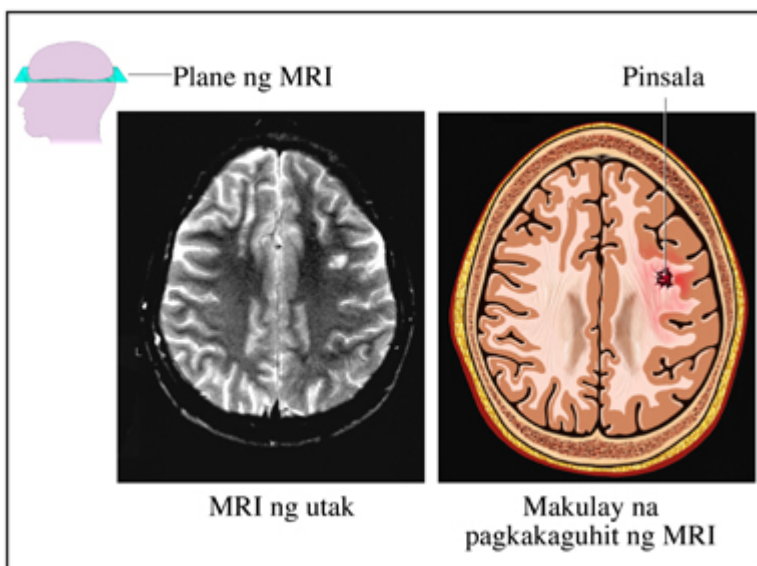 Plane ng MRI
Pinsala
MRI ng utak
Makulay na
pagkakaguhit ng MRI